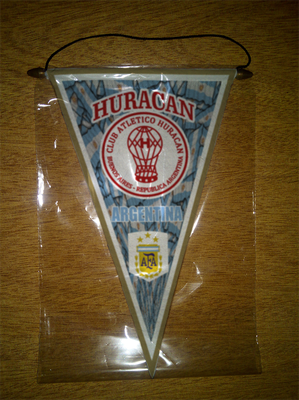 HURACAN
CLUB ATLETICO HURACAN
BUENOS AIRES - REPUBLICA ARGENTINA
H
ARGENTINA
AFA